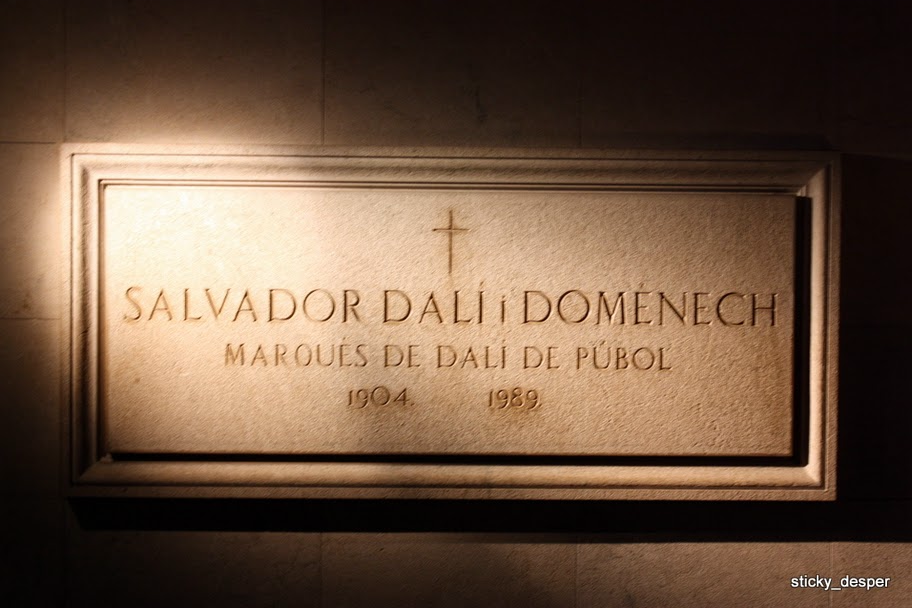 SALVADOR DALÍ i DOMÈNECH
MARQUÈS DE DALÍ DE PÚBOL
1904. 1989.
sticky_desper